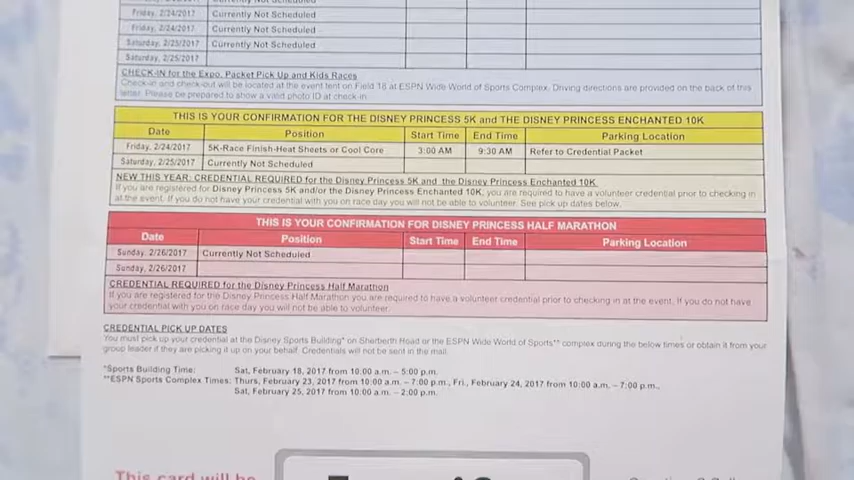 Friday, 2/24/2017 Currently Not Scheduled
Friday, 2/24/2017 Currently Not Scheduled
Saturday, 2/25/2017 Currently Not Scheduled
Saturday, 2/25/2017
CHECK-IN for the Expo, Packet Pick Up and Kids Races
Check-in and check-out will be located at the event tent on Field 18 at ESPN Wide World of Sports Complex. Driving directions are provided on the back of this
letter. Please be prepared to show a valid photo ID at check-in.
THIS IS YOUR CONFIRMATION FOR THE DISNEY PRINCESS 5K and THE DISNEY PRINCESS ENCHANTED 10K
Date Position Start Time End Time Parking Location
Friday, 2/24/2017 5K-Race Finish-Heat Sheets or Cool Core 3:00 AM 9:30 AM Refer to Credential Packet
Saturday, 2/25/2017 Currently Not Scheduled
NEW THIS YEAR: CREDENTIAL REQUIRED for the Disney Princess 5K and the Disney Princess Enchanted 10K
If you are registered for Disney Princess 5K and/or the Disney Princess Enchanted 10K, you are required to have a volunteer credential prior to checking in
at the event. If you do not have your credential with you on race day you will not be able to volunteer. See pick up dates below.
THIS IS YOUR CONFIRMATION FOR DISNEY PRINCESS HALF MARATHON
Date Position Start Time End Time Parking Location
Sunday, 2/26/2017 Currently Not Scheduled
Sunday, 2/26/2017
CREDENTIAL REQUIRED for the Disney Princess Half Marathon
If you are registered for the Disney Princess Half Marathon you are required to have a volunteer credential prior to checking in at the event. If you do not have
your credential with you on race day you will not be able to volunteer.
CREDENTIAL PICK UP DATES
You must pick up your credential at the Disney Sports Building* on Sherberth Road or the ESPN Wide World of Sports** complex during the below times or obtain it from your
group leader if they are picking it up on your behalf. Credentials will not be sent in the mail.
*Sports Building Time: Sat, February 18, 2017 from 10:00 a.m. – 5:00 p.m.
**ESPN Sports Complex Times: Thurs, February 23, 2017 from 10:00 a.m. – 7:00 p.m., Fri., February 24, 2017 from 10:00 a.m. – 7:00 p.m.,
Sat, February 25, 2017 from 10:00 a.m. – 2:00 p.m.
This card will be